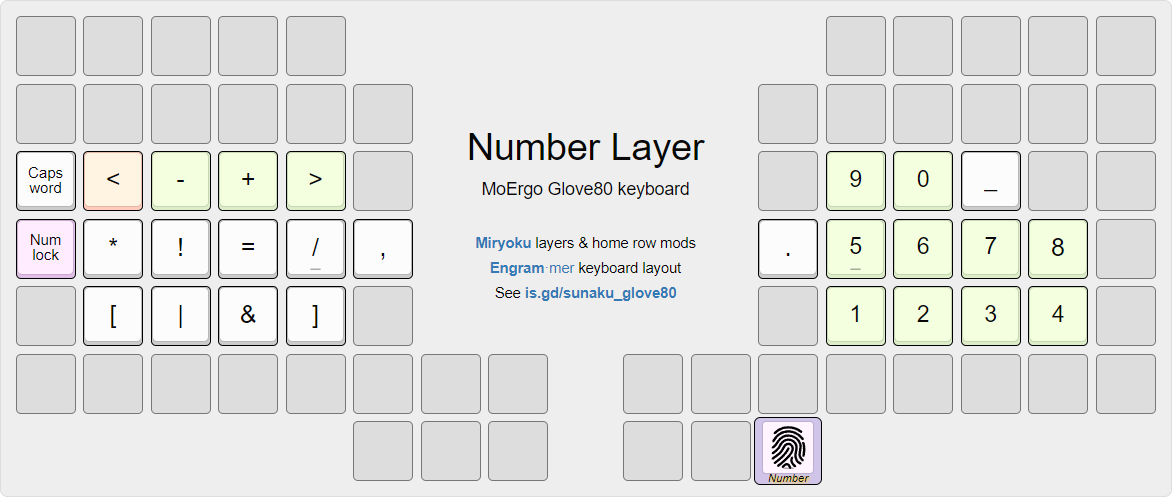 Number Layer
MoErgo Glove80 keyboard
Miryoku layers & home row mods
Engram·mer keyboard layout
See is.gd/sunaku_glove80
Caps
word
< - + >
9 0 _
Num
lock
* ! = / ,
. 5 6 7 8
[ | & ]
1 2 3 4
Number